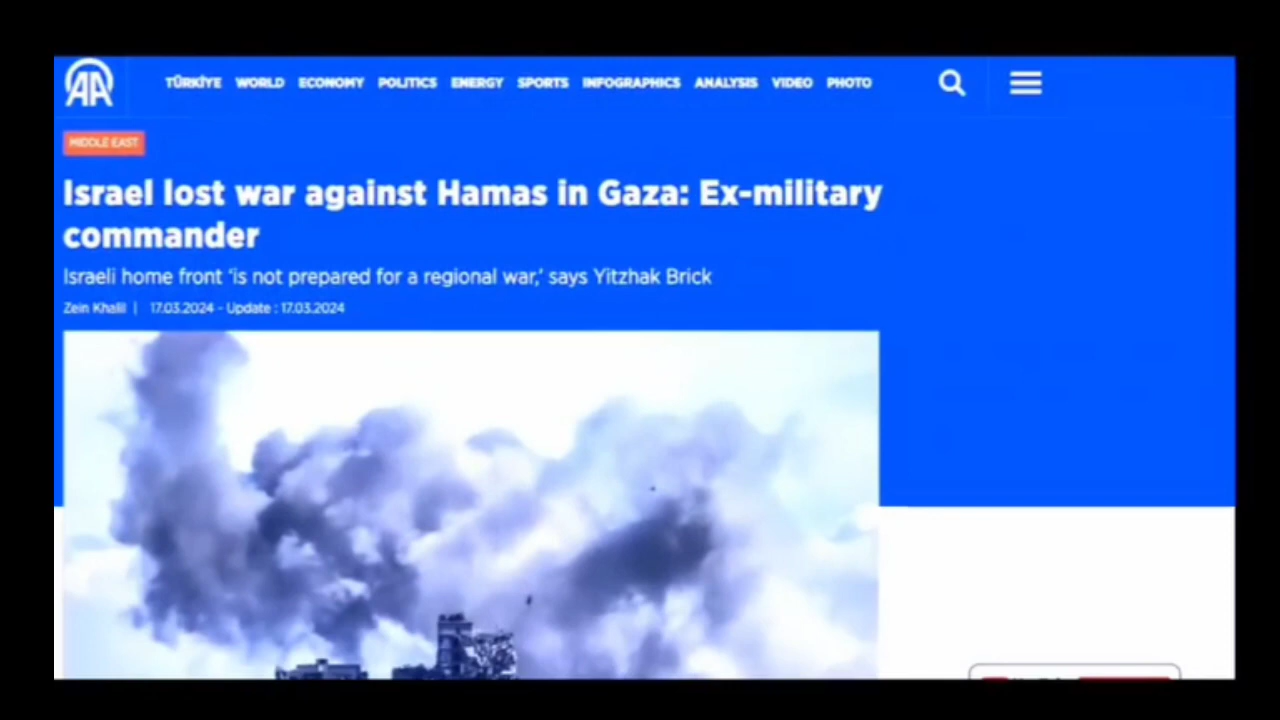 AA
TÜRKİYE WORLD ECONOMY POLITICS ENERGY SPORTS INFOGRAPHICS ANALYSIS VIDEO PHOTO
MIDDLE EAST
Israel lost war against Hamas in Gaza: Ex-military
commander
Israeli home front ‘is not prepared for a regional war,’ says Yitzhak Brick
Zein Khalil | 17.03.2024 - Update : 17.03.2024